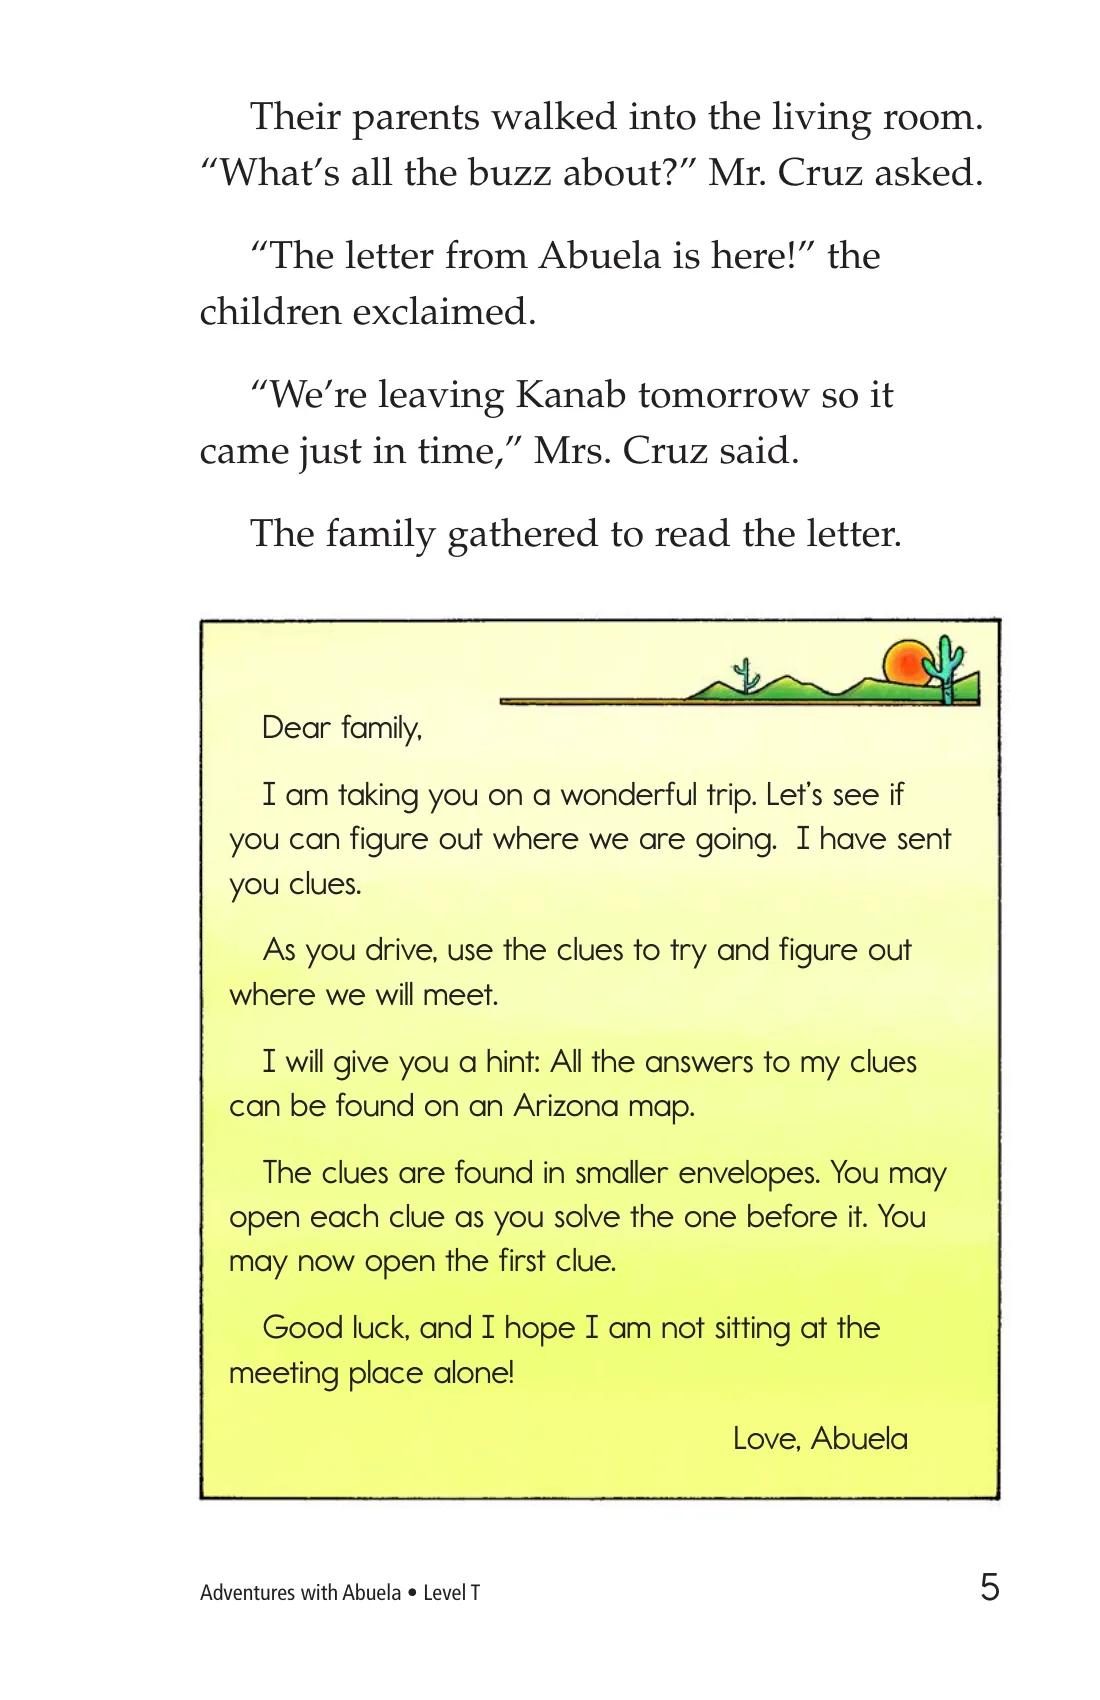 Their parents walked into the living room.
“What’s all the buzz about?” Mr. Cruz asked.
“The letter from Abuela is here!” the
children exclaimed.
“We’re leaving Kanab tomorrow so it
came just in time,” Mrs. Cruz said.
The family gathered to read the letter.
Dear family,
I am taking you on a wonderful trip. Let’s see if
you can figure out where we are going.  I have sent
you clues.
As you drive, use the clues to try and figure out
where we will meet.
I will give you a hint: All the answers to my clues
can be found on an Arizona map.
The clues are found in smaller envelopes. You may
open each clue as you solve the one before it. You
may now open the first clue.
Good luck, and I hope I am not sitting at the
meeting place alone!
Love, Abuela
Adventures with Abuela • Level T
5